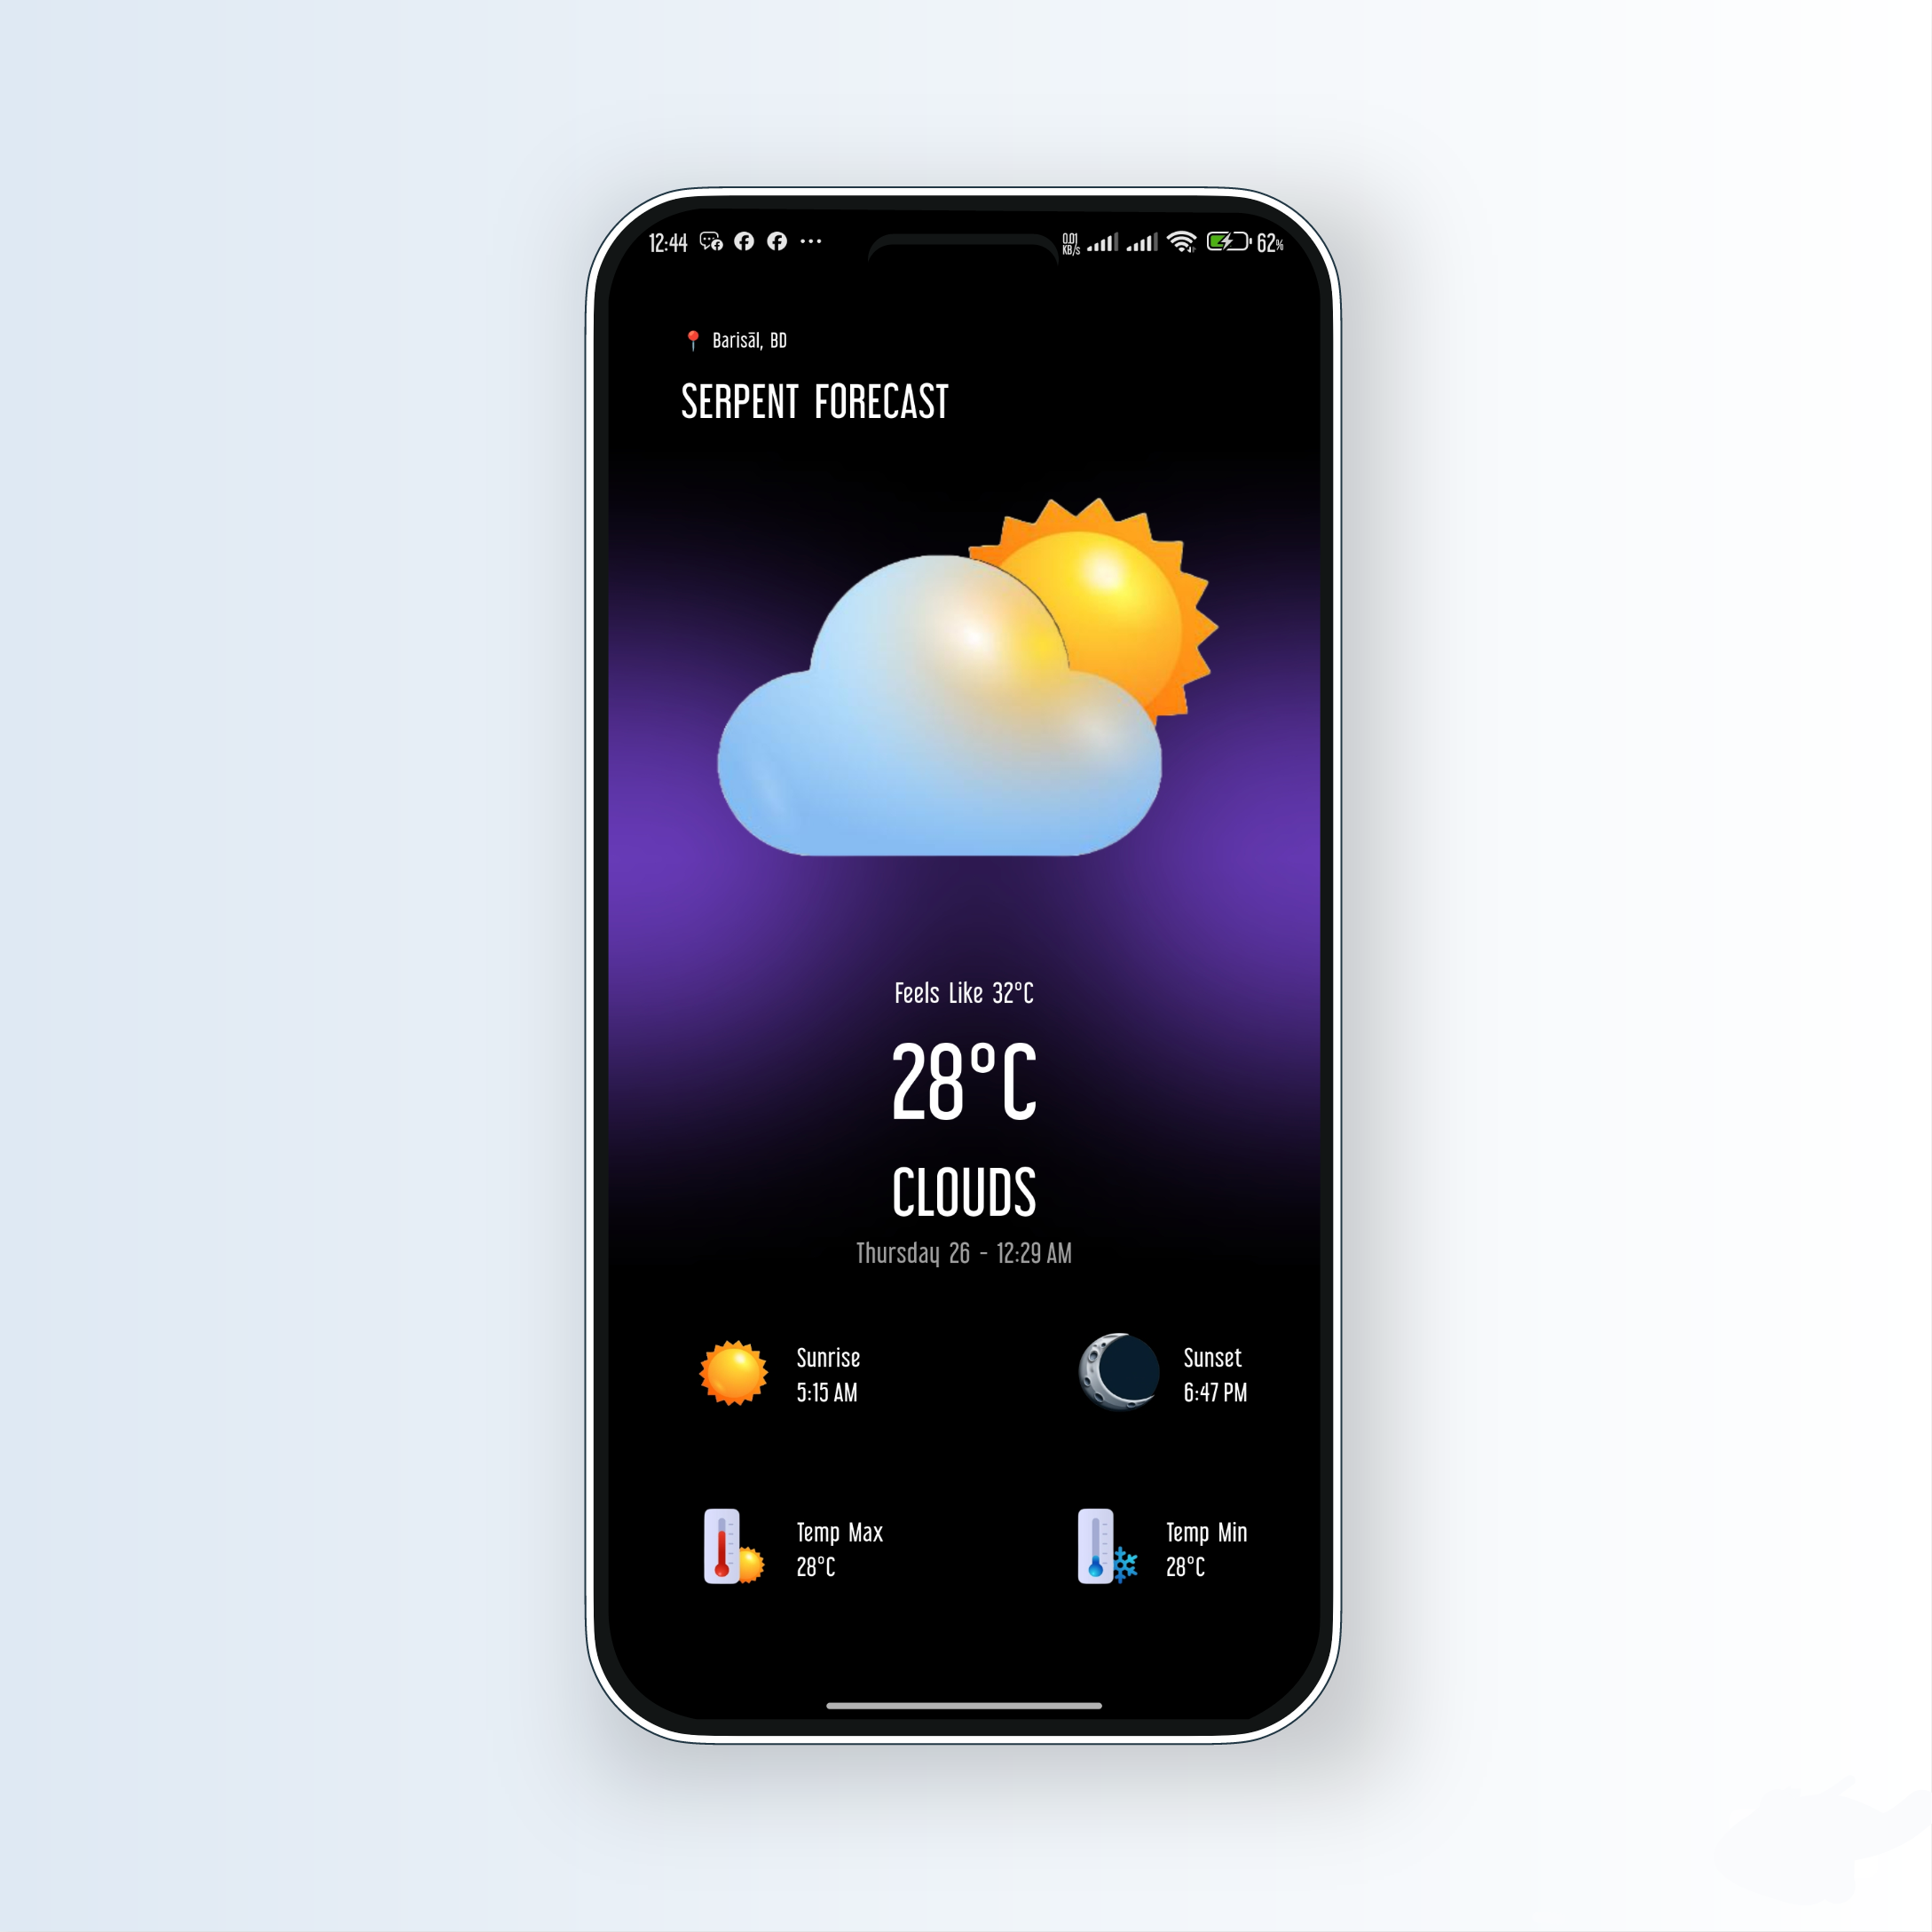 12:44 0.01 KB/s 62%
Barisāl, BD
SERPENT FORECAST
Feels Like 32°C
28°C
CLOUDS
Thursday 26 - 12:29 AM
Sunrise
5:15 AM
Sunset
6:47 PM
Temp Max
28°C
Temp Min
28°C